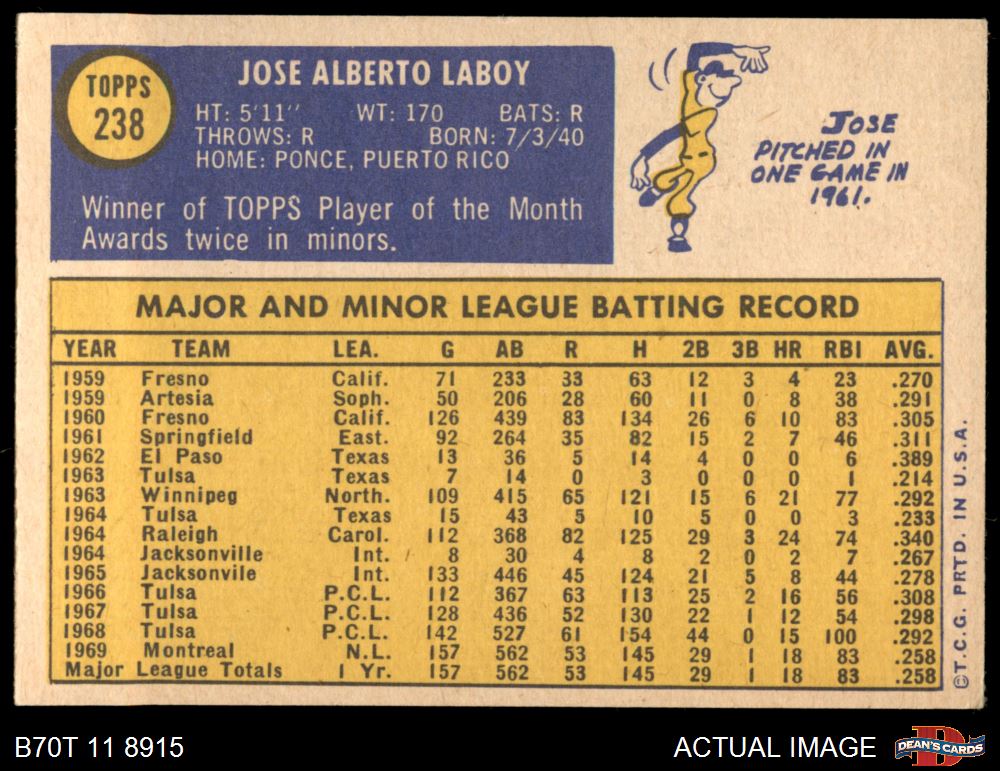 TOPPS
238
JOSE ALBERTO LABOY
HT: 5'11" WT: 170 BATS: R
THROWS: R BORN: 7/3/40
HOME: PONCE, PUERTO RICO
Winner of TOPPS Player of the Month
Awards twice in minors.
JOSE
PITCHED IN
ONE GAME IN
1961.
MAJOR AND MINOR LEAGUE BATTING RECORD
YEAR TEAM LEA. G AB R H 2B 3B HR RBI AVG.
1959 Fresno Calif. 71 233 33 63 12 3 4 23 .270
1959 Artesia Soph. 50 206 28 60 11 0 8 38 .291
1960 Fresno Calif. 126 439 83 134 26 6 10 83 .305
1961 Springfield East. 92 264 35 82 15 2 7 46 .311
1962 El Paso Texas 13 36 5 14 4 0 0 6 .389
1963 Tulsa Texas 7 14 0 3 0 0 0 1 .214
1963 Winnipeg North. 109 415 65 121 15 6 21 77 .292
1964 Tulsa Texas 15 43 5 10 5 0 0 3 .233
1964 Raleigh Carol. 112 368 82 125 29 3 24 74 .340
1964 Jacksonville Int. 8 30 4 8 2 0 2 7 .267
1965 Jacksonvile Int. 133 446 45 124 21 5 8 44 .278
1966 Tulsa P.C.L. 112 367 63 113 25 2 16 56 .308
1967 Tulsa P.C.L. 128 436 52 130 22 1 12 54 .298
1968 Tulsa P.C.L. 142 527 61 154 44 0 15 100 .292
1969 Montreal N.L. 157 562 53 145 29 1 18 83 .258
Major League Totals 1 Yr. 157 562 53 145 29 1 18 83 .258
©T.C.G. PRTD. IN U.S.A.
B70T 11 8915
ACTUAL IMAGE
D
DEAN'S CARDS